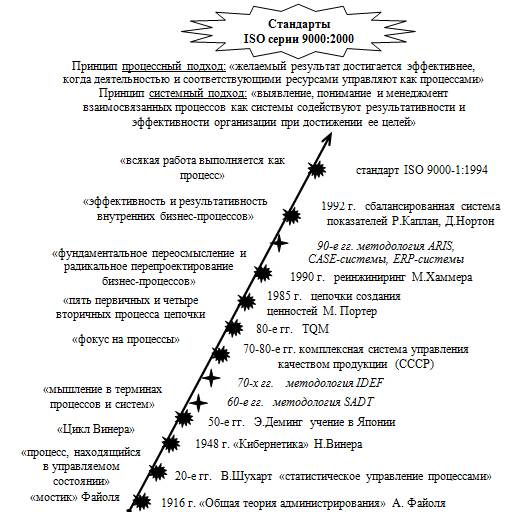 Стандарты
ISO серии 9000:2000
Принцип процессный подход: «желаемый результат достигается эффективнее,
когда деятельностью и соответствующими ресурсами управляют как процессами»
Принцип системный подход: «выявление, понимание и менеджмент
взаимосвязанных процессов как системы содействуют результативности и
эффективности организации при достижении ее целей»
«всякая работа выполняется как
процесс»
стандарт ISO 9000-1:1994
«эффективность и результативность
внутренних бизнес-процессов»
1992 г. сбалансированная система
показателей Р.Каплан, Д.Нортон
90-е гг. методология ARIS,
CASE-системы, ERP-системы
«фундаментальное переосмысление и
радикальное перепроектирование
бизнес-процессов»
1990 г. реинжиниринг М.Хаммера
«пять первичных и четыре
вторичных процесса цепочки
1985 г. цепочки создания
ценностей М. Портер
80-е гг. TQM
«фокус на процессы»
70-80-е гг. комплексная система управления
качеством продукции (СССР)
70-х гг. методология IDEF
«мышление в терминах
процессов и систем»
60-е гг. методология SADT
50-е г. Э.Деминг учение в Японии
«Цикл Винера»
1948 г. «Кибернетика» Н.Винера
«процесс, находящийся
в управляемом
состоянии»
20-е г. В.Шухарт «статистическое управление процессами»
«мостик» Файоля
1916 г. «Общая теория администрирования» А. Файоля